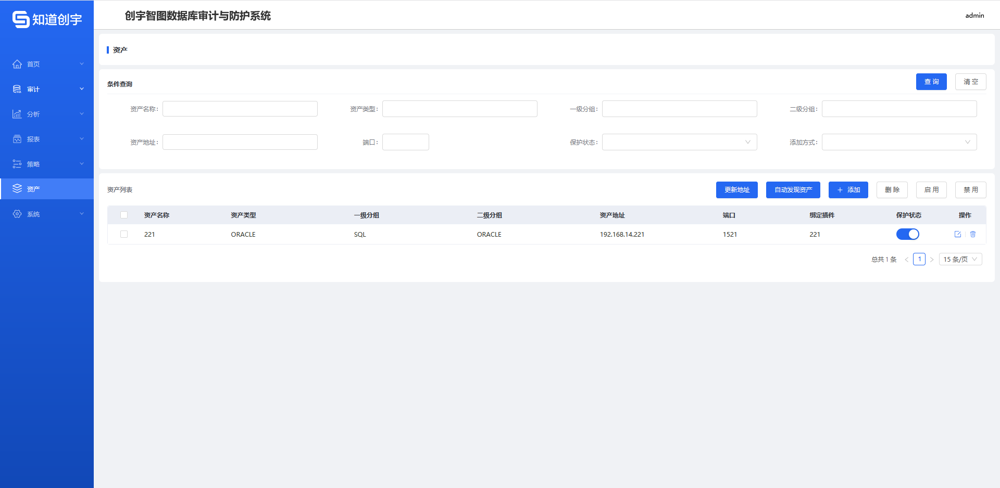 知道创宇
创宇智图数据库审计与防护系统
admin
首页
审计
分析
报表
策略
资产
系统
资产
条件查询
查 询
清 空
资产名称:
资产类型:
一级分组:
二级分组:
资产地址:
端口:
保护状态:
添加方式:
资产列表
更新地址
自动发现资产
+ 添加
删 除
启 用
禁 用
资产名称 资产类型 一级分组 二级分组 资产地址 端口 绑定插件 保护状态 操作
221 ORACLE SQL ORACLE 192.168.14.221 1521 221
总共 1 条 < 1 > 15 条/页